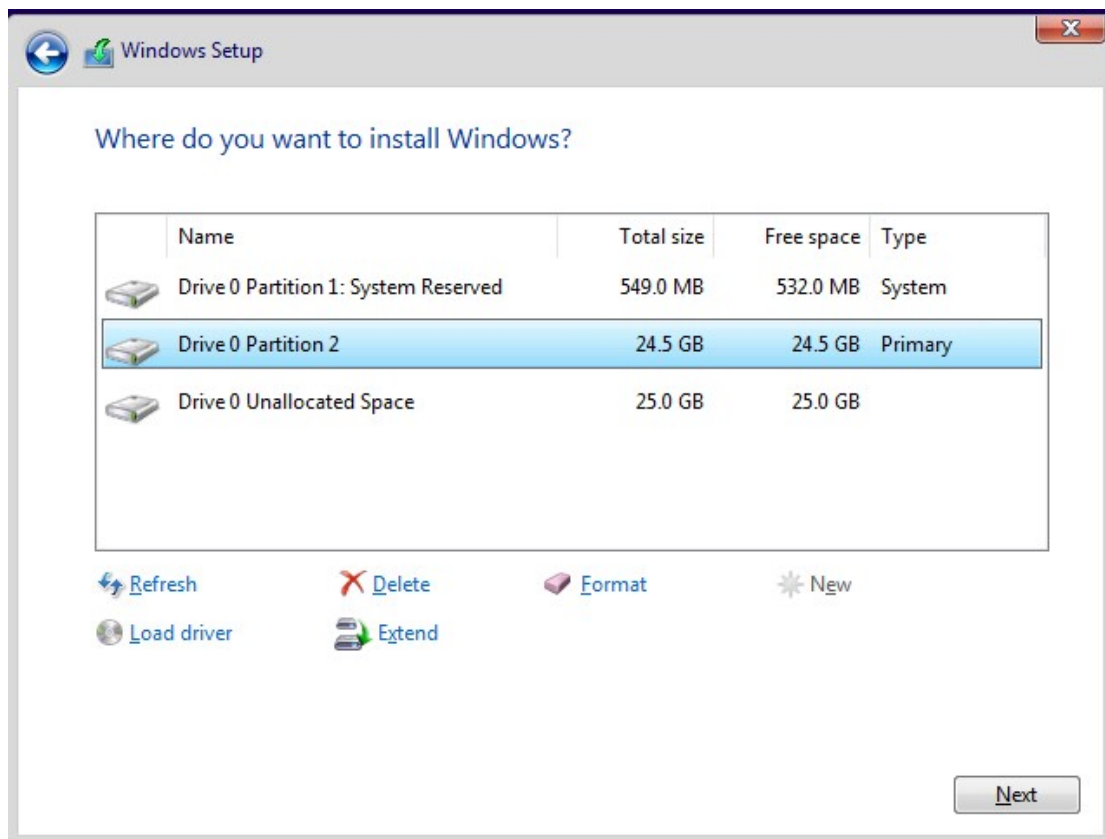 Windows Setup
X
Where do you want to install Windows?
Name Total size Free space Type
Drive 0 Partition 1: System Reserved 549.0 MB 532.0 MB System
Drive 0 Partition 2 24.5 GB 24.5 GB Primary
Drive 0 Unallocated Space 25.0 GB 25.0 GB
Refresh Delete Format New
Load driver Extend
Next